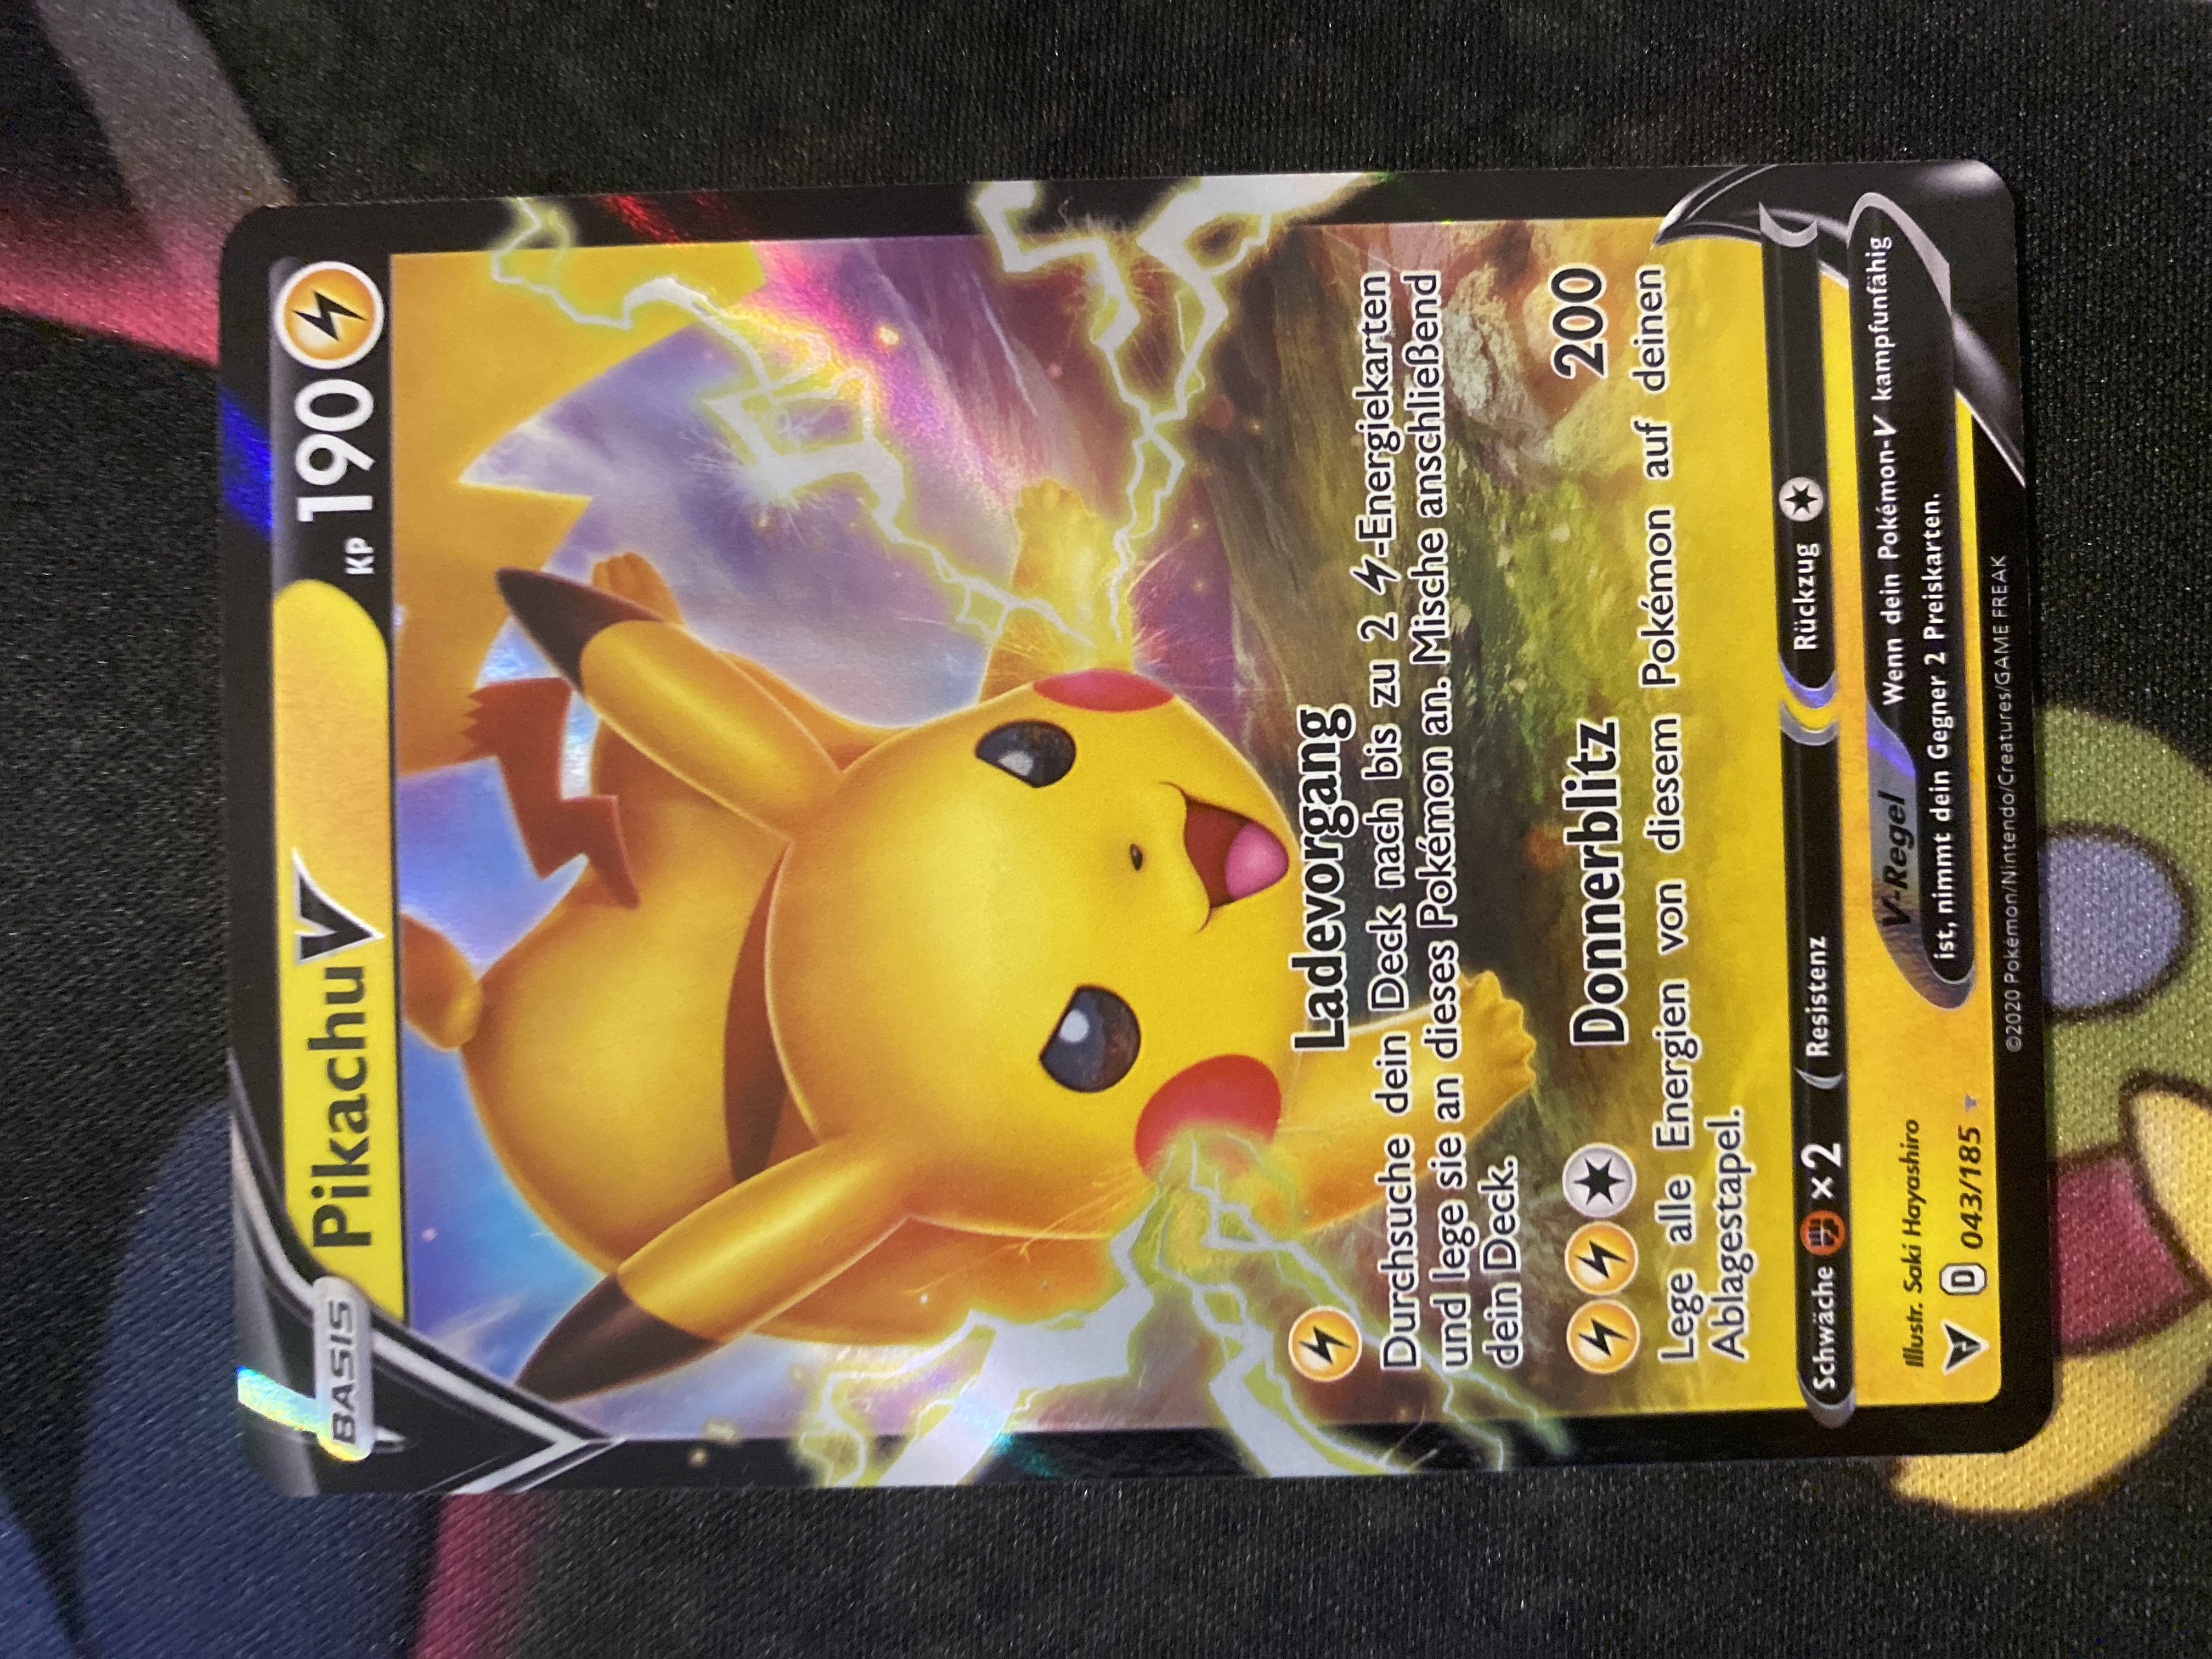 BASIS
Pikachu V KP 190
Ladevorgang
Durchsuche dein Deck nach bis zu 2 -Energiekarten
und lege sie an dieses Pokémon an. Mische anschließend
dein Deck.
Donnerblitz 200
Lege alle Energien von diesem Pokémon auf deinen
Ablagestapel.
Schwäche ×2 Resistenz Rückzug
Illustr. Saki Hayashiro
D 043/185
V-Regel Wenn dein Pokémon-V kampfunfähig
ist, nimmt dein Gegner 2 Preiskarten.
©2020 Pokémon/Nintendo/Creatures/GAME FREAK